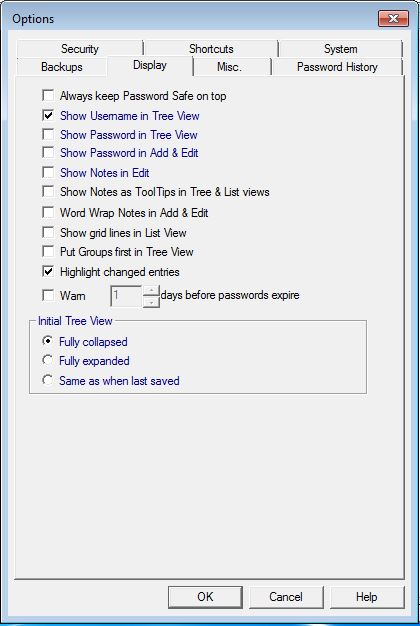 Options
Security Shortcuts System
Backups Display Misc. Password History
Always keep Password Safe on top
Show Username in Tree View
Show Password in Tree View
Show Password in Add & Edit
Show Notes in Edit
Show Notes as ToolTips in Tree & List views
Word Wrap Notes in Add & Edit
Show grid lines in List View
Put Groups first in Tree View
Highlight changed entries
Warn 1 days before passwords expire
Initial Tree View
Fully collapsed
Fully expanded
Same as when last saved
OK Cancel Help